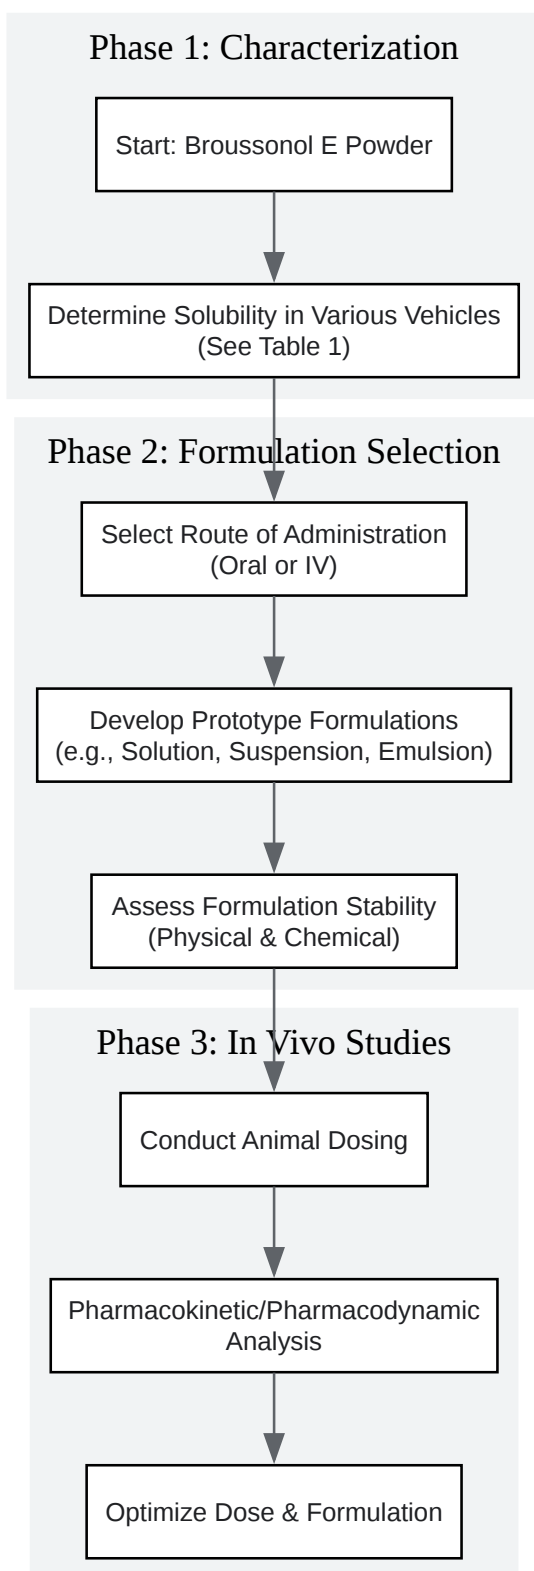 Phase 1: Characterization
Start: Broussonol E Powder
Determine Solubility in Various Vehicles
(See Table 1)
Phase 2: Formulation Selection
Select Route of Administration
(Oral or IV)
Develop Prototype Formulations
(e.g., Solution, Suspension, Emulsion)
Assess Formulation Stability
(Physical & Chemical)
Phase 3: In Vivo Studies
Conduct Animal Dosing
Pharmacokinetic/Pharmacodynamic
Analysis
Optimize Dose & Formulation